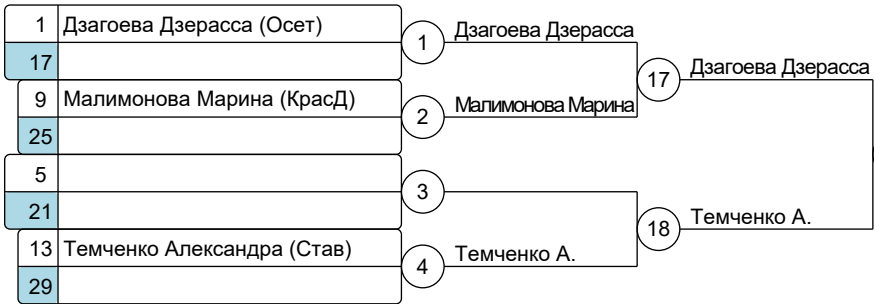 1 Дзагоева Дзерасса (Осет)
17
1 Дзагоева Дзерасса
9 Малимонова Марина (КрасД)
25
2 Малимонова Марина
17 Дзагоева Дзерасса
5
21
3
13 Темченко Александра (Став)
29
4 Темченко А.
18 Темченко А.